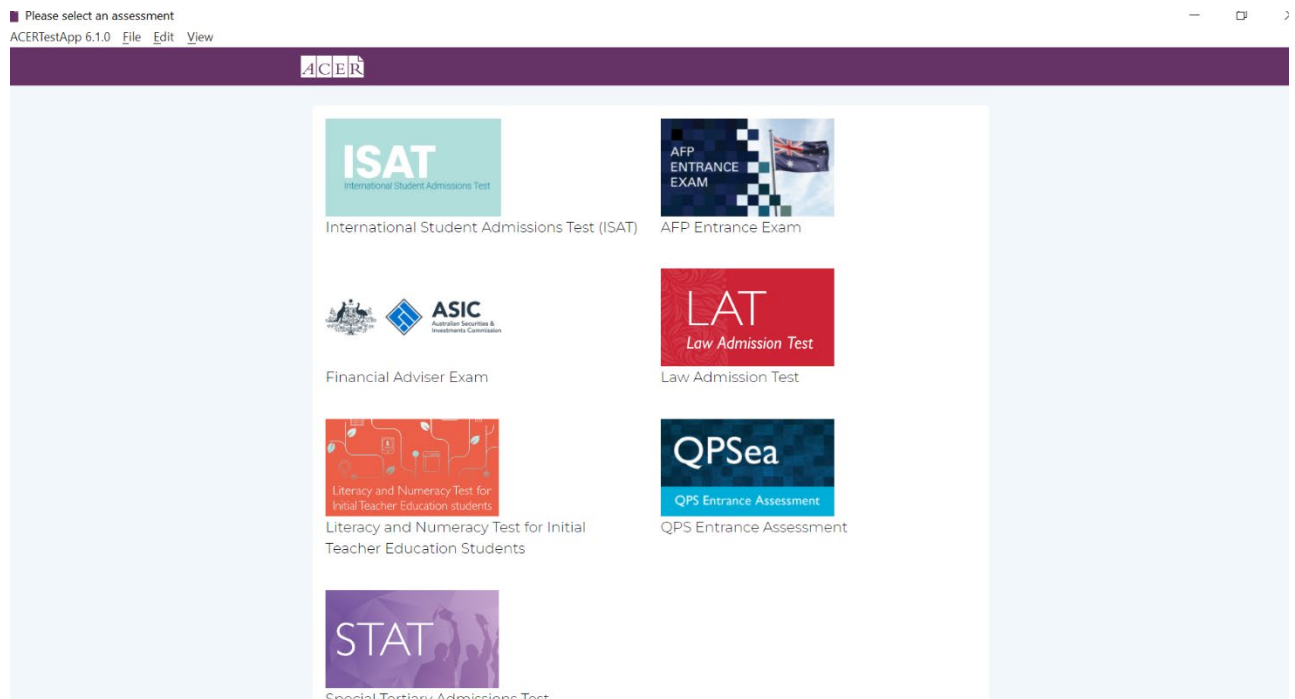 Please select an assessment
ACERTestApp 6.1.0 File Edit View
ACER
ISAT
International Student Admissions Test
International Student Admissions Test (ISAT)
AFP
ENTRANCE
EXAM
AFP Entrance Exam
ASIC
Australian Securities &
Investments Commission
Financial Adviser Exam
LAT
Law Admission Test
Law Admission Test
Literacy and Numeracy Test for
Initial Teacher Education students
Literacy and Numeracy Test for Initial
Teacher Education Students
QPSea
QPS Entrance Assessment
QPS Entrance Assessment
STAT
Special Tertiary Admissions Test